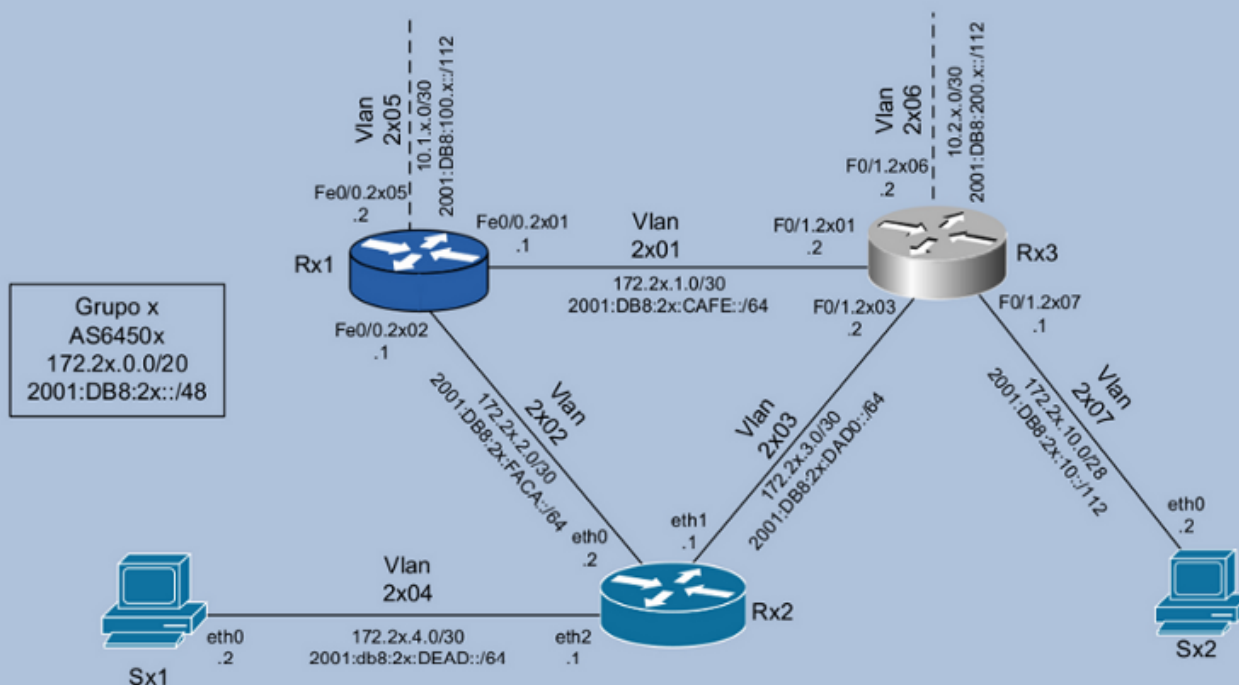 Vlan
2x05
10.1.x.0/30
2001:DB8:100.x::/112
Vlan
2x06
10.2.x.0/30
2001:DB8:200.x::/112
Fe0/0.2x05
.2
Fe0/0.2x01
.1
Vlan
2x01
F0/1.2x06
.2
F0/1.2x01
.2
Rx1
172.2x.1.0/30
2001:DB8:2x:CAFE::/64
Rx3
Grupo x
AS6450x
172.2x.0.0/20
2001:DB8:2x::/48
Fe0/0.2x02
.1
F0/1.2x03
.2
F0/1.2x07
.1
Vlan
2x02
172.2x.2.0/30
2001:DB8:2x:FACA::/64
Vlan
2x03
172.2x.3.0/30
2001:DB8:2x:DAD0::/64
Vlan
2x07
172.2x.10.0/28
2001:DB8:2x:10::/112
eth0
.2
eth1
.1
eth0
.2
Vlan
2x04
Rx2
Sx2
eth0
.2
172.2x.4.0/30
2001:db8:2x:DEAD::/64
eth2
.1
Sx1